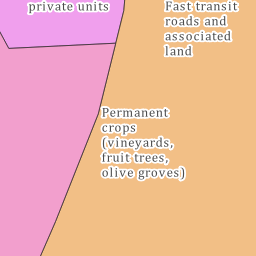 private units
Fast transit
roads and
associated
land
Permanent
crops
(vineyards,
fruit trees,
olive groves)